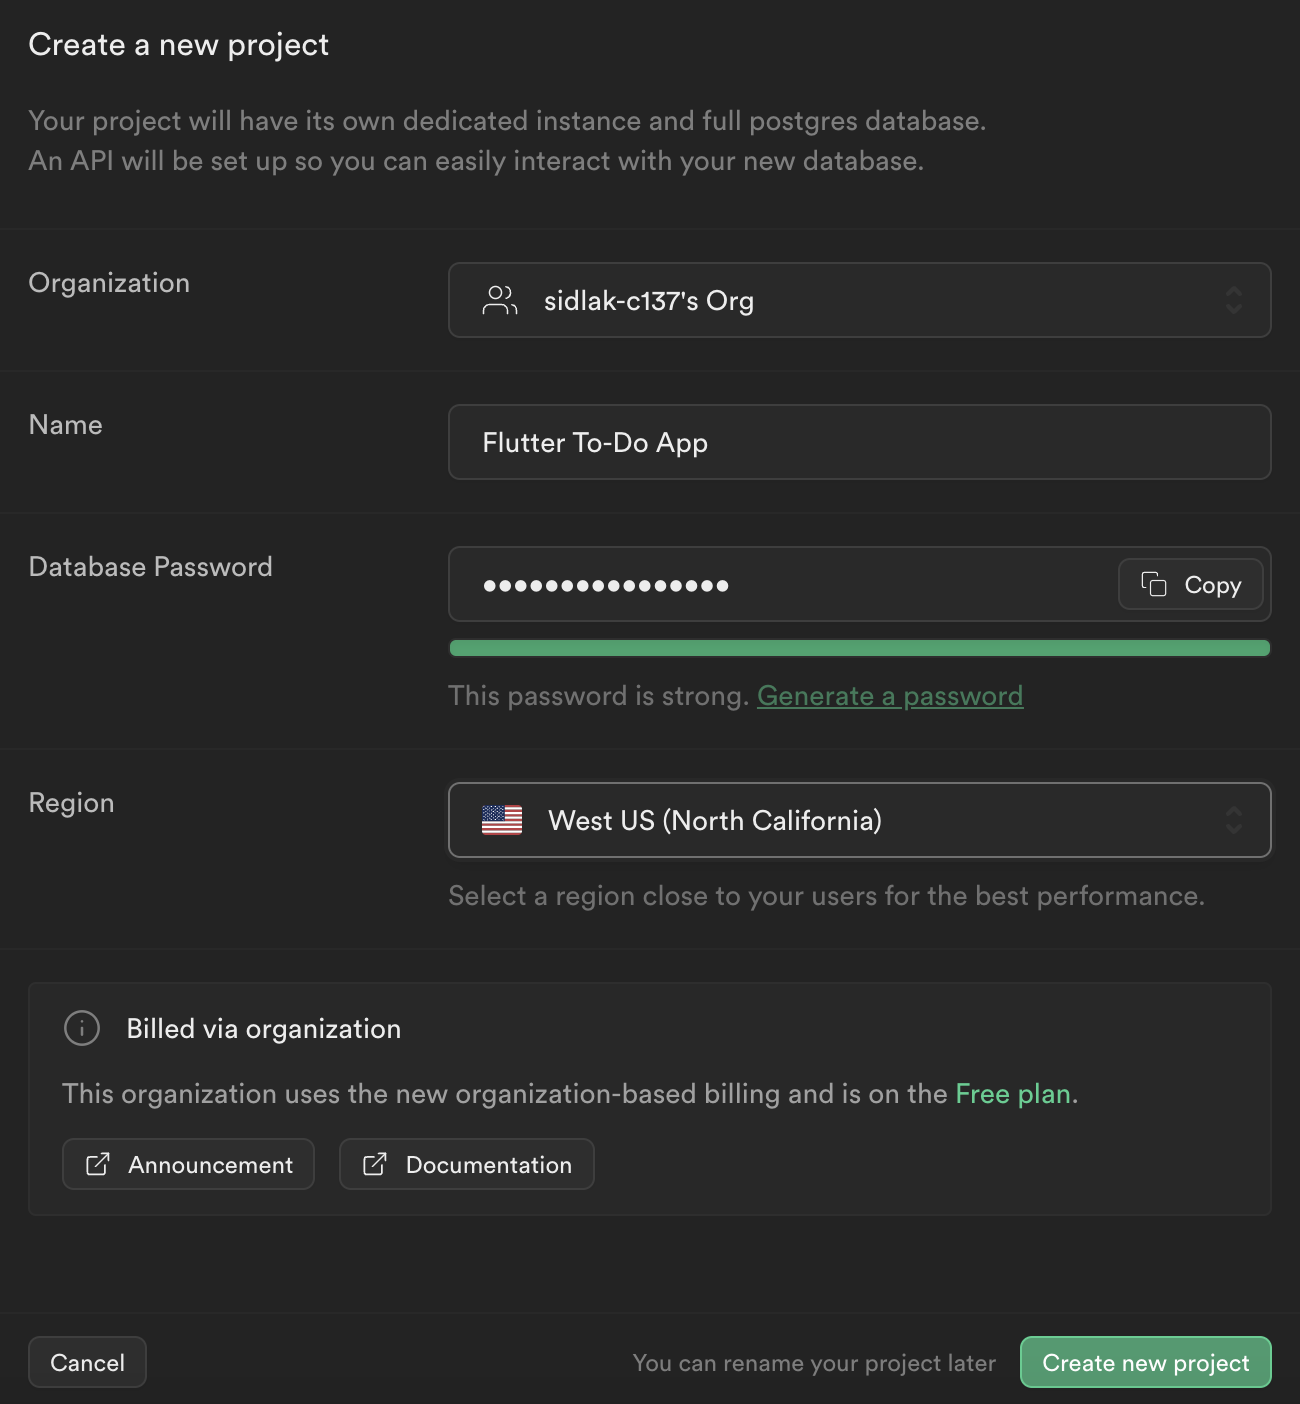 Create a new project
Your project will have its own dedicated instance and full postgres database.
An API will be set up so you can easily interact with your new database.
Organization
sidlak-c137's Org
Name
Flutter To-Do App
Database Password
••••••••••••••••
Copy
This password is strong. Generate a password
Region
West US (North California)
Select a region close to your users for the best performance.
Billed via organization
This organization uses the new organization-based billing and is on the Free plan.
Announcement
Documentation
Cancel
You can rename your project later
Create new project